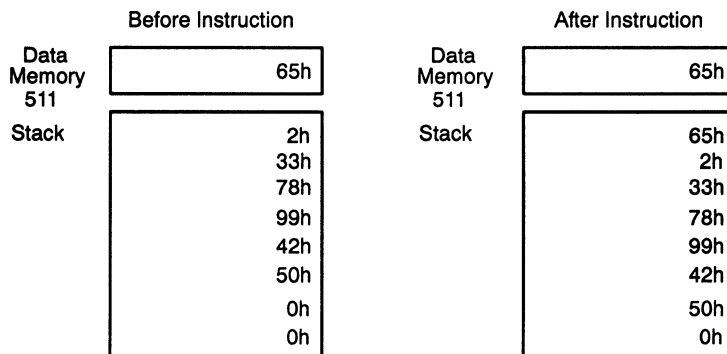 Before Instruction
After Instruction
Data Memory 511
65h
Data Memory 511
65h
Stack
2h
33h
78h
99h
42h
50h
0h
0h
Stack
65h
2h
33h
78h
99h
42h
50h
0h